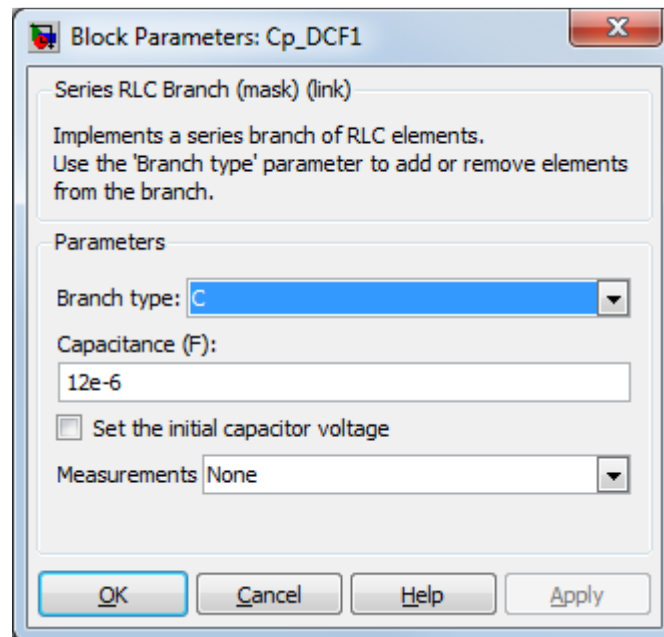 Block Parameters: Cp_DCF1
Series RLC Branch (mask) (link)
Implements a series branch of RLC elements.
Use the 'Branch type' parameter to add or remove elements
from the branch.
Parameters
Branch type: C
Capacitance (F):
12e-6
Set the initial capacitor voltage
Measurements None
OK Cancel Help Apply